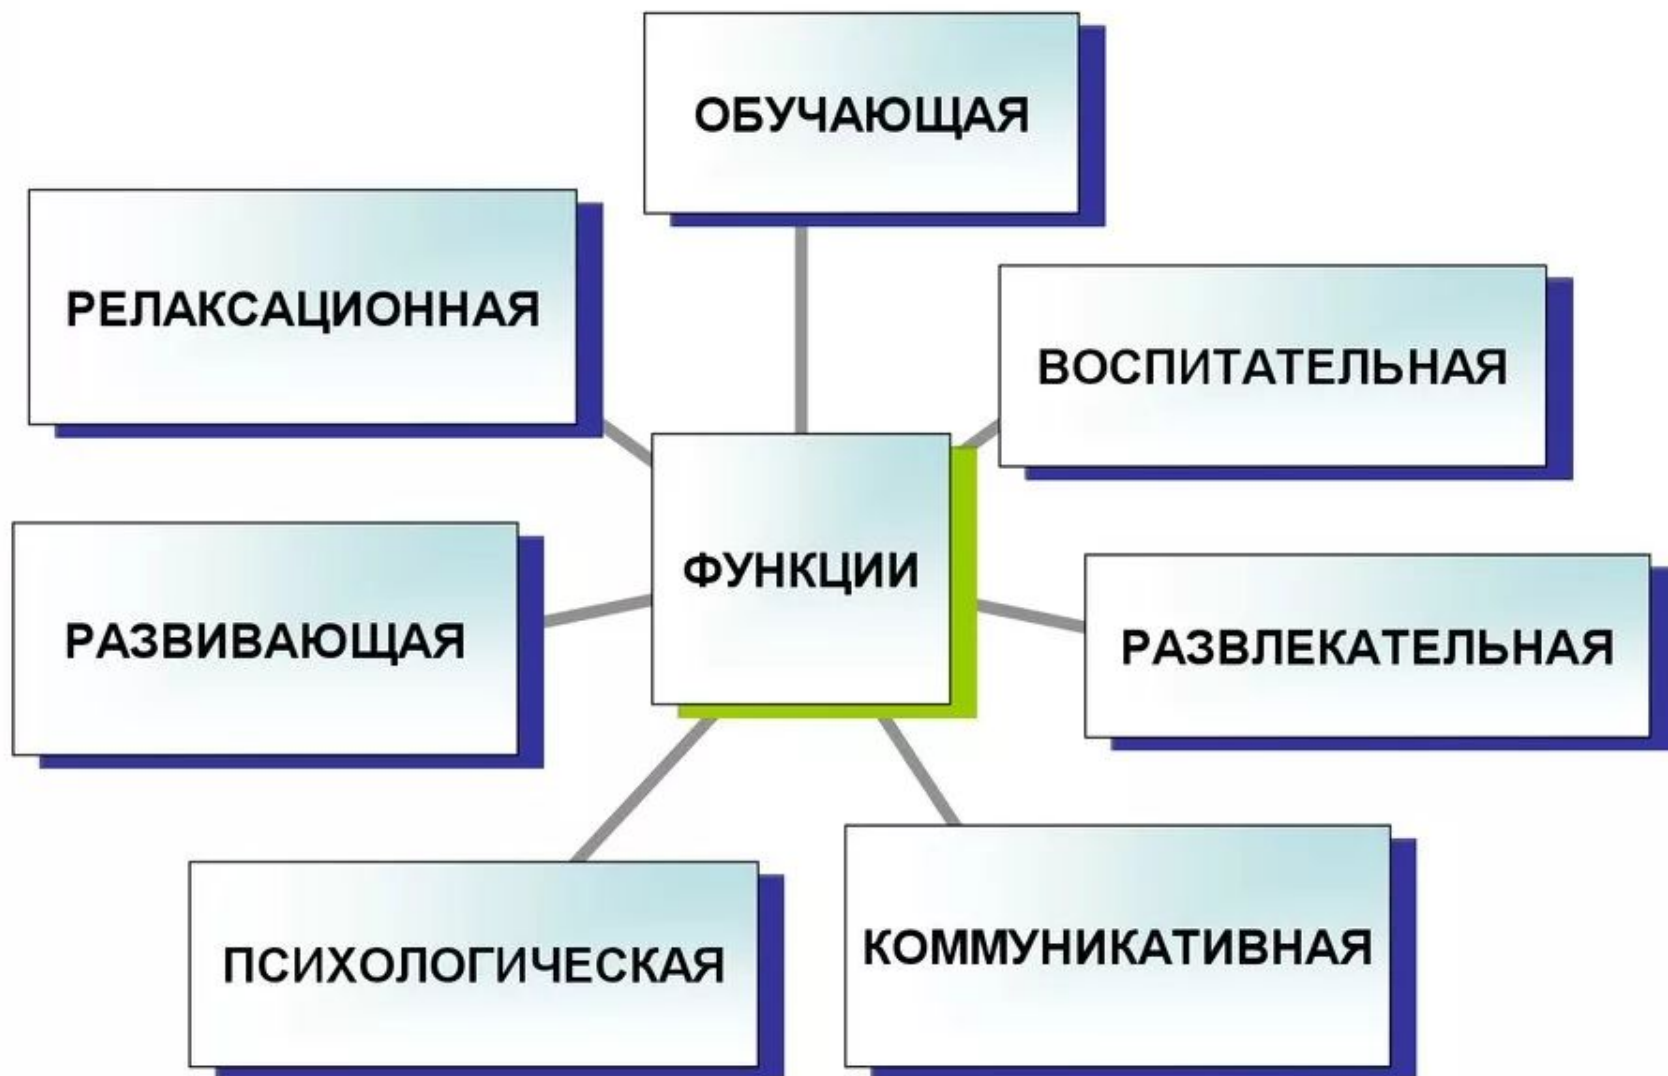 ОБУЧАЮЩАЯ
РЕЛАКСАЦИОННАЯ
ВОСПИТАТЕЛЬНАЯ
ФУНКЦИИ
РАЗВИВАЮЩАЯ
РАЗВЛЕКАТЕЛЬНАЯ
ПСИХОЛОГИЧЕСКАЯ
КОММУНИКАТИВНАЯ